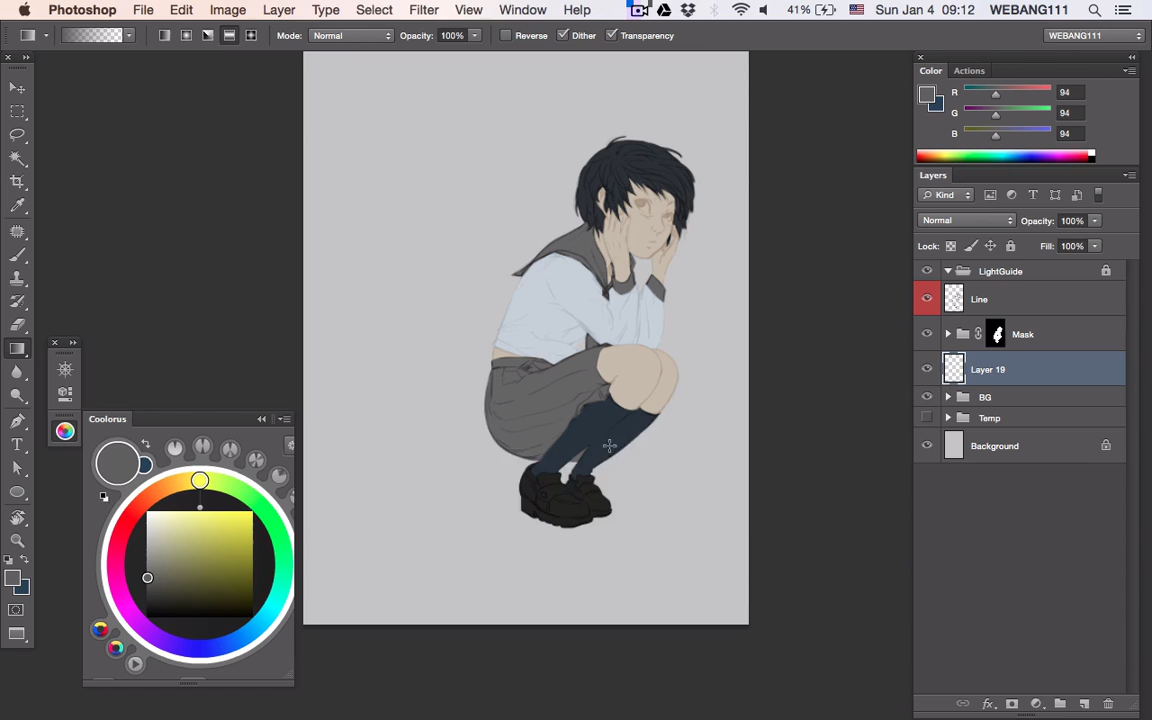 Photoshop File Edit Image Layer Type Select Filter View Window Help 41% Sun Jan 4 09:12 WEBANG111
Mode: Normal Opacity: 100% Reverse Dither Transparency WEBANG111
Color Actions
R 94
G 94
B 94
Layers
Kind T
Normal Opacity: 100%
Lock: Fill: 100%
LightGuide
Line
Mask
Layer 19
BG
Temp
Background
Coolorus
T
fx